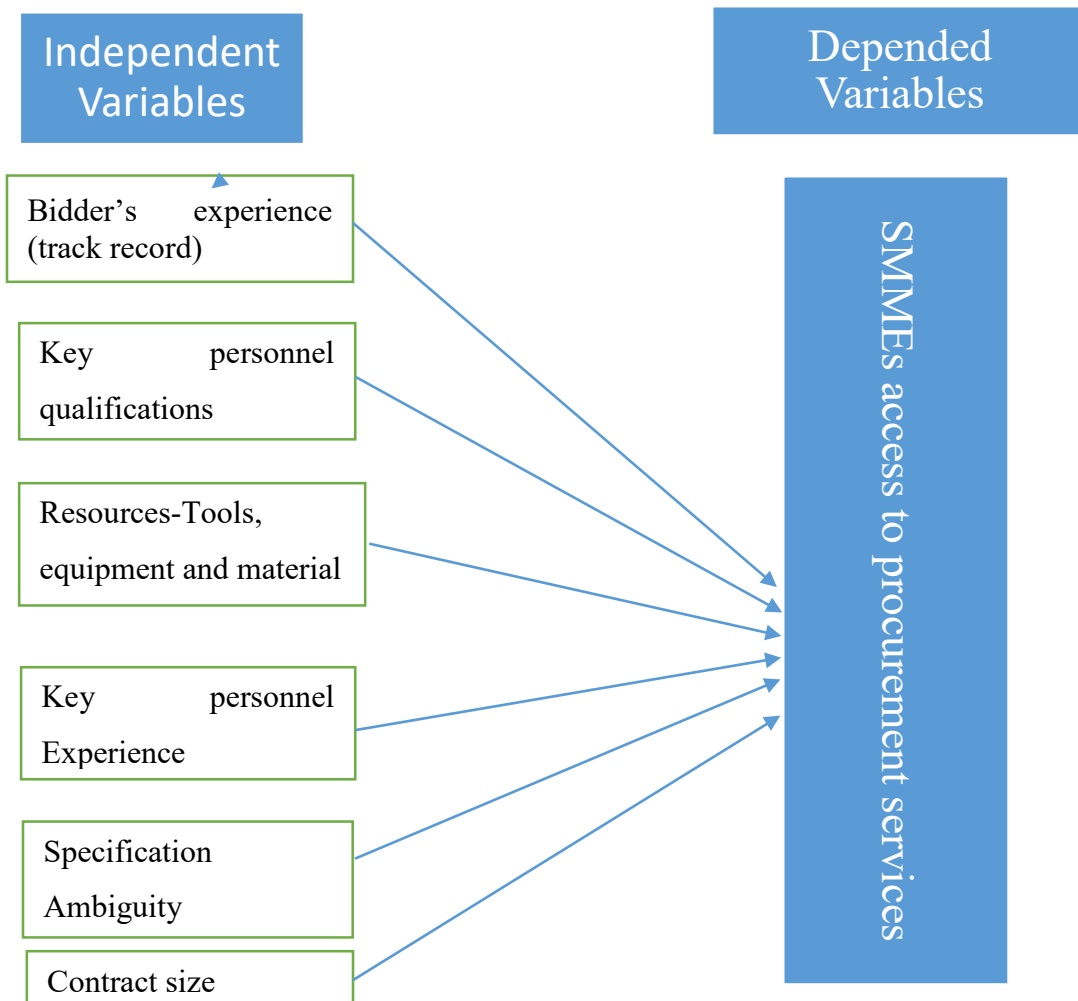 Independent
Variables
Depended
Variables
Bidder’s experience
(track record)
Key personnel
qualifications
Resources-Tools,
equipment and material
Key personnel
Experience
Specification
Ambiguity
Contract size
SMMEs access to procurement services